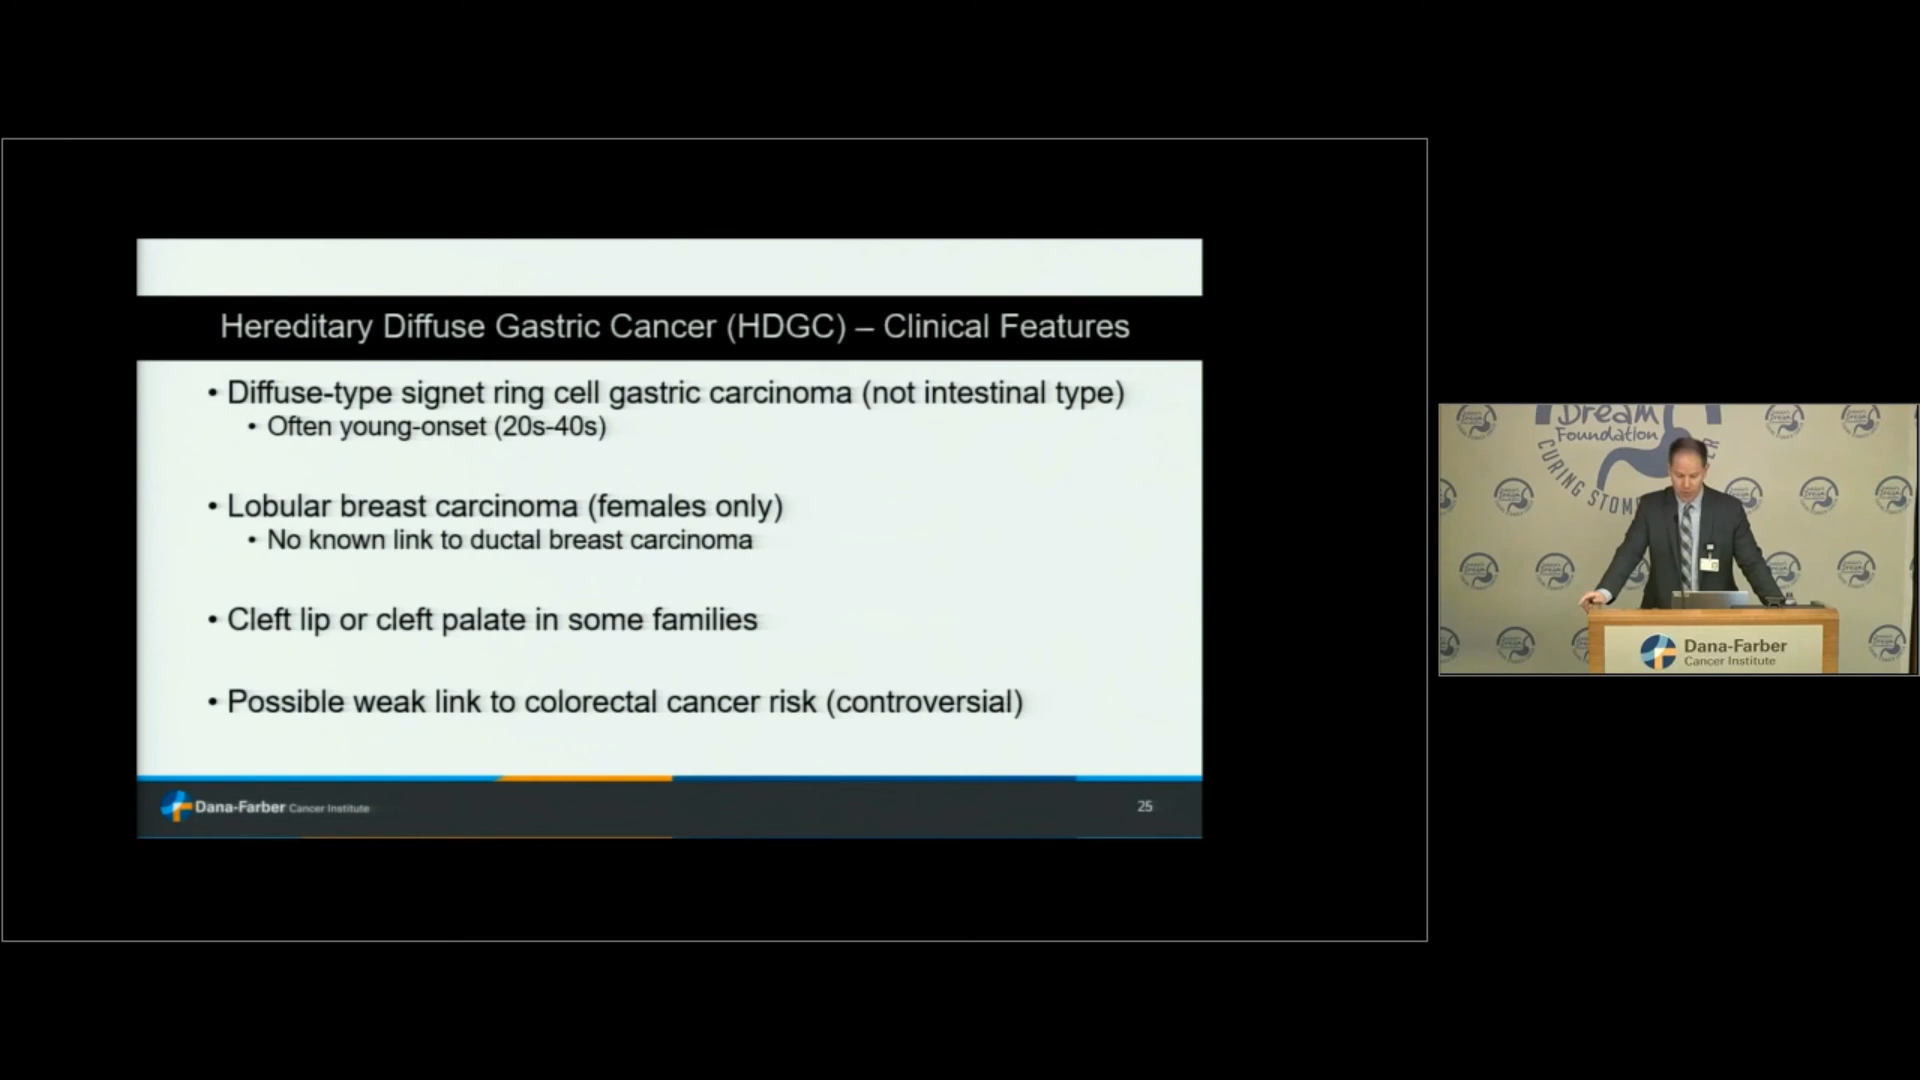 Hereditary Diffuse Gastric Cancer (HDGC) – Clinical Features
• Diffuse-type signet ring cell gastric carcinoma (not intestinal type)
• Often young-onset (20s-40s)
• Lobular breast carcinoma (females only)
• No known link to ductal breast carcinoma
• Cleft lip or cleft palate in some families
• Possible weak link to colorectal cancer risk (controversial)
Dana-Farber Cancer Institute
25
Dream
Foundation
CURING STOM
Dana-Farber
Cancer Institute